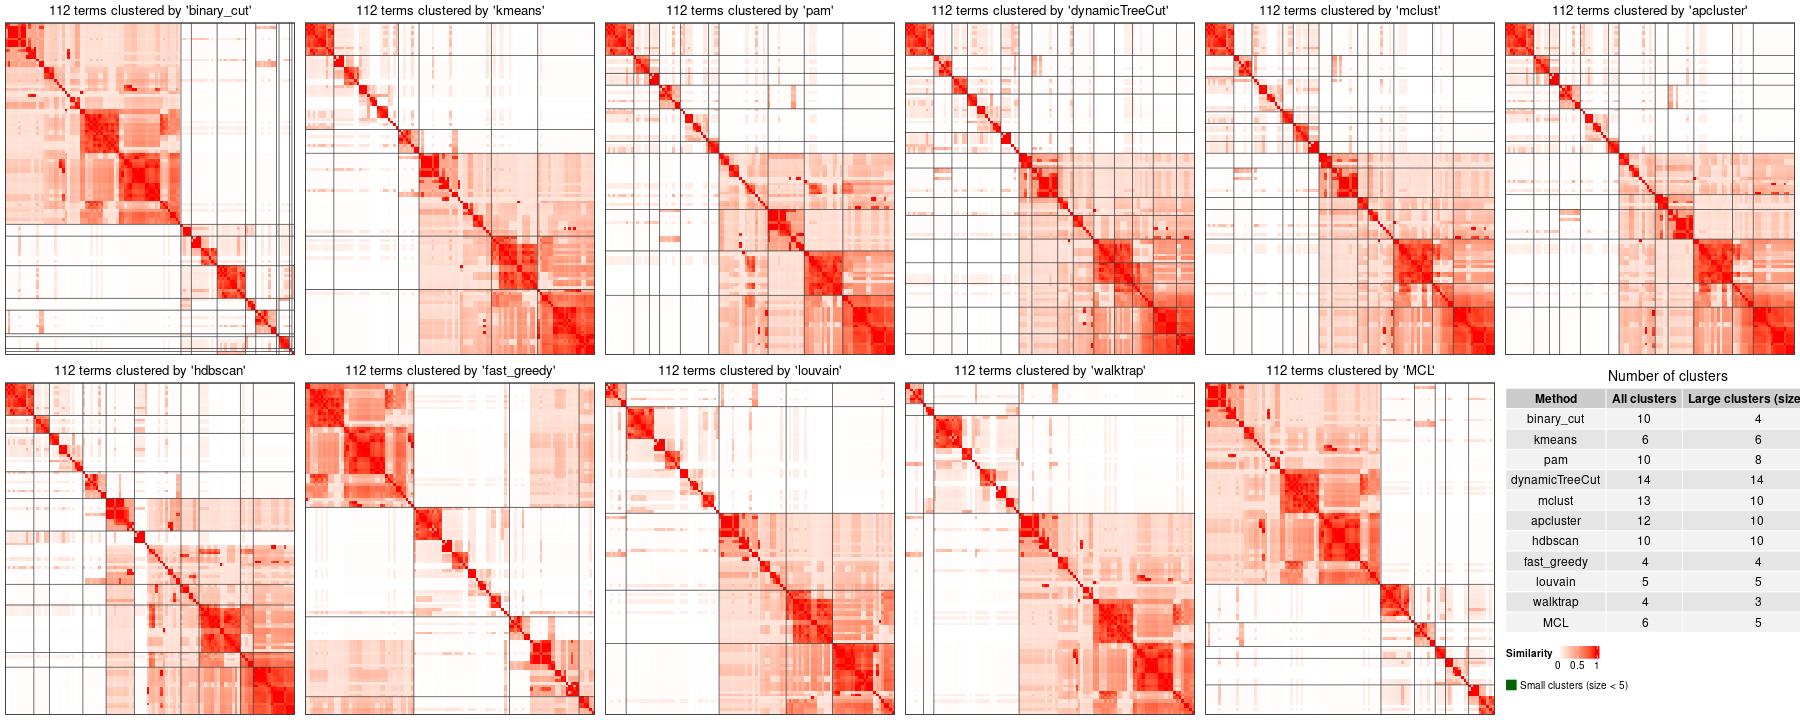 112 terms clustered by 'binary_cut'
112 terms clustered by 'kmeans'
112 terms clustered by 'pam'
112 terms clustered by 'dynamicTreeCut'
112 terms clustered by 'mclust'
112 terms clustered by 'apcluster'
112 terms clustered by 'hdbscan'
112 terms clustered by 'fast_greedy'
112 terms clustered by 'louvain'
112 terms clustered by 'walktrap'
112 terms clustered by 'MCL'
Number of clusters
Method All clusters Large clusters (size
binary_cut 10 4
kmeans 6 6
pam 10 8
dynamicTreeCut 14 14
mclust 13 10
apcluster 12 10
hdbscan 10 10
fast_greedy 4 4
louvain 5 5
walktrap 4 3
MCL 6 5
Similarity
0 0.5 1
Small clusters (size < 5)